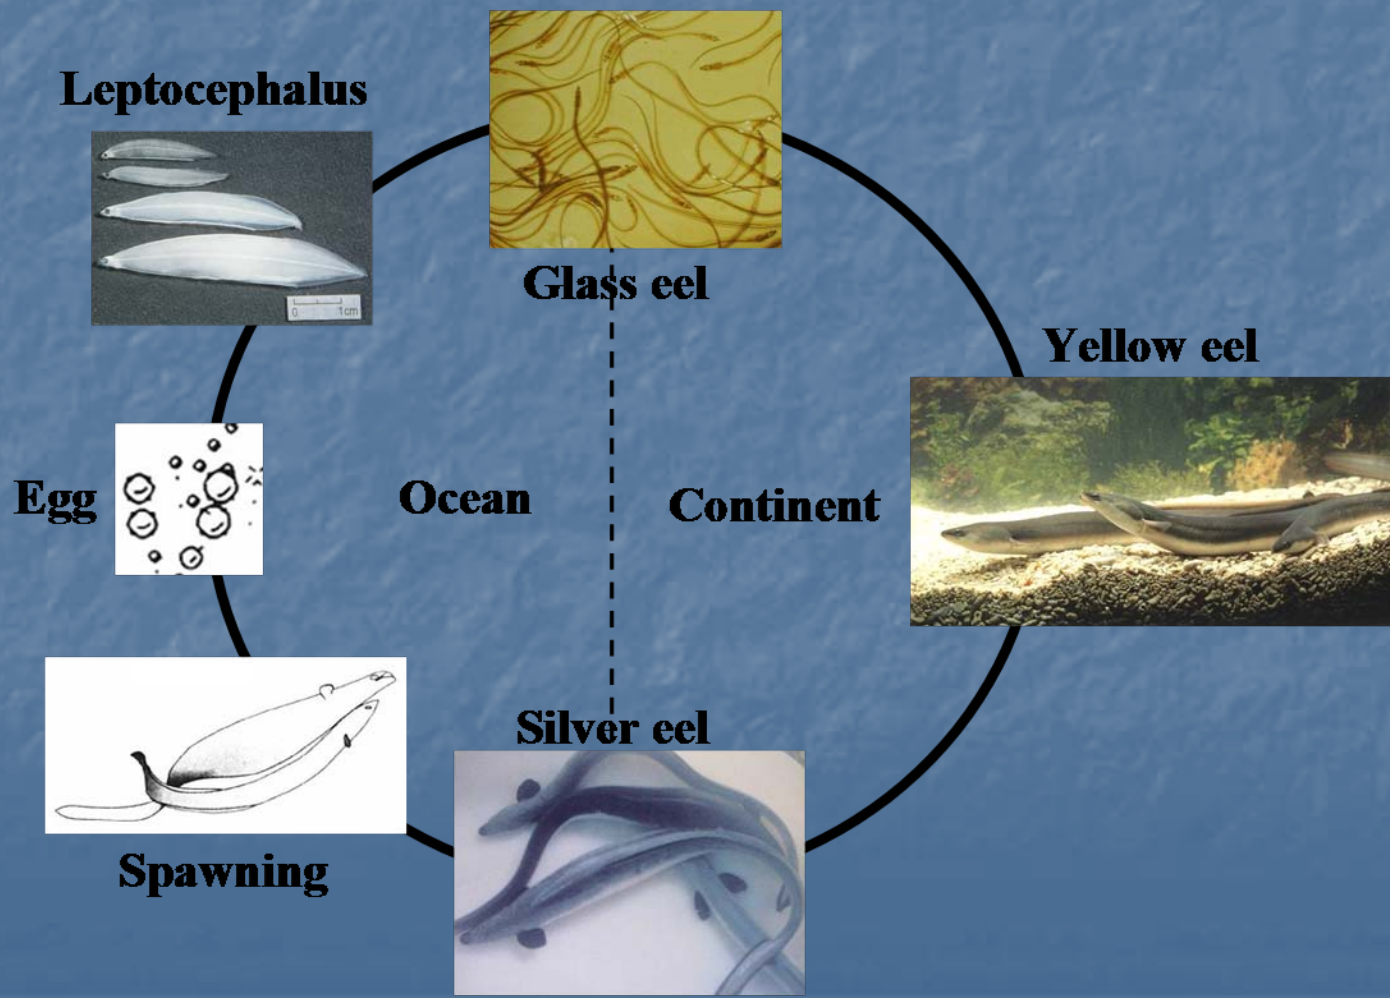 Leptocephalus
0 1cm
Glass eel
Yellow eel
Egg
Ocean
Continent
Silver eel
Spawning